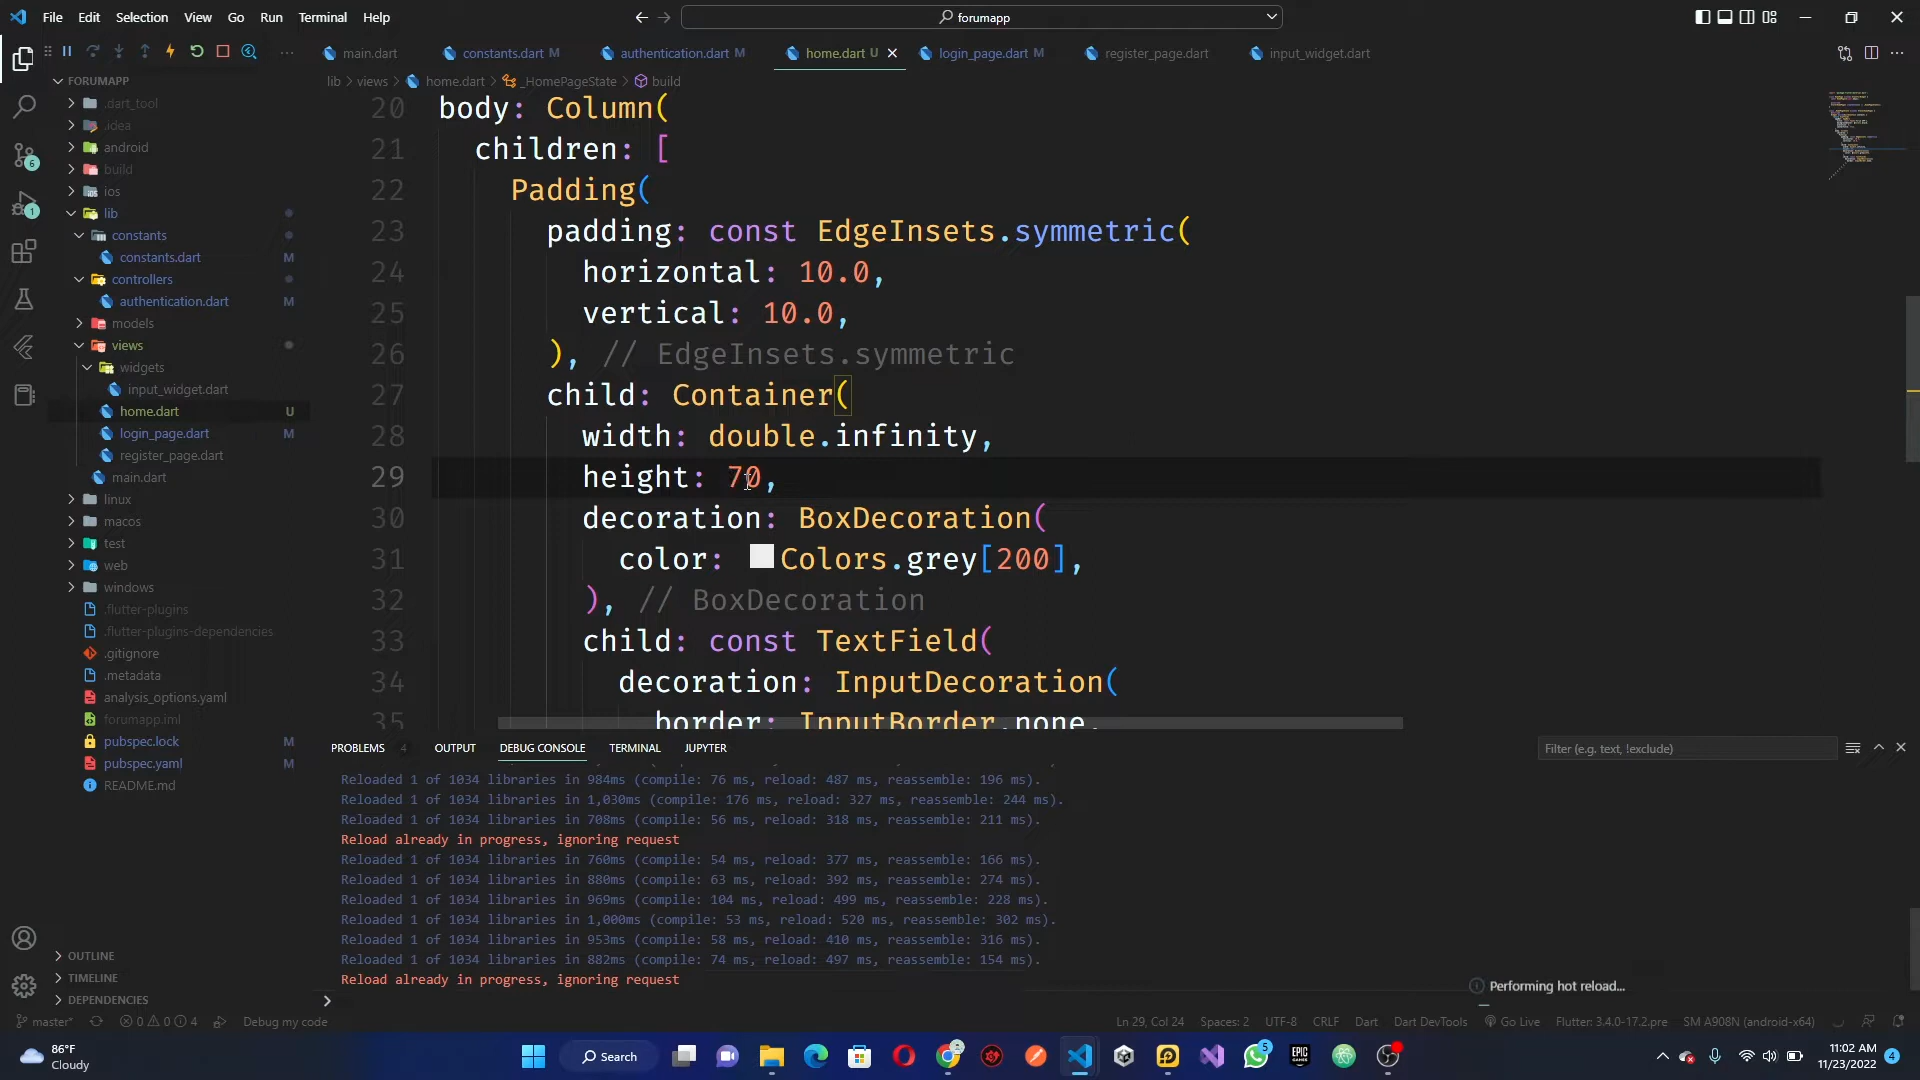 File Edit Selection View Go Run Terminal Help
forumapp
main.dart
constants.dart M
authentication.dart M
home.dart U
login_page.dart M
register_page.dart
input_widget.dart
lib > views > home.dart > _HomePageState > build
FORUMAPP
.dart_tool
.idea
android
build
ios
lib
constants
constants.dart M
controllers
authentication.dart M
models
views
widgets
input_widget.dart
home.dart U
login_page.dart M
register_page.dart
main.dart
linux
macos
test
web
windows
.flutter-plugins
.flutter-plugins-dependencies
.gitignore
.metadata
analysis_options.yaml
forumapp.iml
pubspec.lock M
pubspec.yaml M
README.md
OUTLINE
TIMELINE
DEPENDENCIES
6
1
20 body: Column(
21 children: [
22 Padding(
23 padding: const EdgeInsets.symmetric(
24 horizontal: 10.0,
25 vertical: 10.0,
26 ), // EdgeInsets.symmetric
27 child: Container(
28 width: double.infinity,
29 height: 70,
30 decoration: BoxDecoration(
31 color: Colors.grey[200],
32 ), // BoxDecoration
33 child: const TextField(
34 decoration: InputDecoration(
35 border: InputBorder.none,
PROBLEMS 4 OUTPUT DEBUG CONSOLE TERMINAL JUPYTER
Filter (e.g. text, !exclude)
Reloaded 1 of 1034 libraries in 984ms (compile: 76 ms, reload: 487 ms, reassemble: 196 ms).
Reloaded 1 of 1034 libraries in 1,030ms (compile: 176 ms, reload: 327 ms, reassemble: 244 ms).
Reloaded 1 of 1034 libraries in 708ms (compile: 56 ms, reload: 318 ms, reassemble: 211 ms).
Reload already in progress, ignoring request
Reloaded 1 of 1034 libraries in 760ms (compile: 54 ms, reload: 377 ms, reassemble: 166 ms).
Reloaded 1 of 1034 libraries in 880ms (compile: 63 ms, reload: 392 ms, reassemble: 274 ms).
Reloaded 1 of 1034 libraries in 969ms (compile: 104 ms, reload: 499 ms, reassemble: 228 ms).
Reloaded 1 of 1034 libraries in 1,000ms (compile: 53 ms, reload: 520 ms, reassemble: 302 ms).
Reloaded 1 of 1034 libraries in 953ms (compile: 58 ms, reload: 410 ms, reassemble: 316 ms).
Reloaded 1 of 1034 libraries in 882ms (compile: 74 ms, reload: 497 ms, reassemble: 154 ms).
Reload already in progress, ignoring request
Performing hot reload...
master* 0 0 4 Debug my code
Ln 29, Col 24 Spaces: 2 UTF-8 CRLF Dart Dart DevTools Go Live Flutter: 3.4.0-17.2.pre SM A908N (android-x64)
86°F
Cloudy
Search
5
EPIC GAMES
11:02 AM
11/23/2022
4